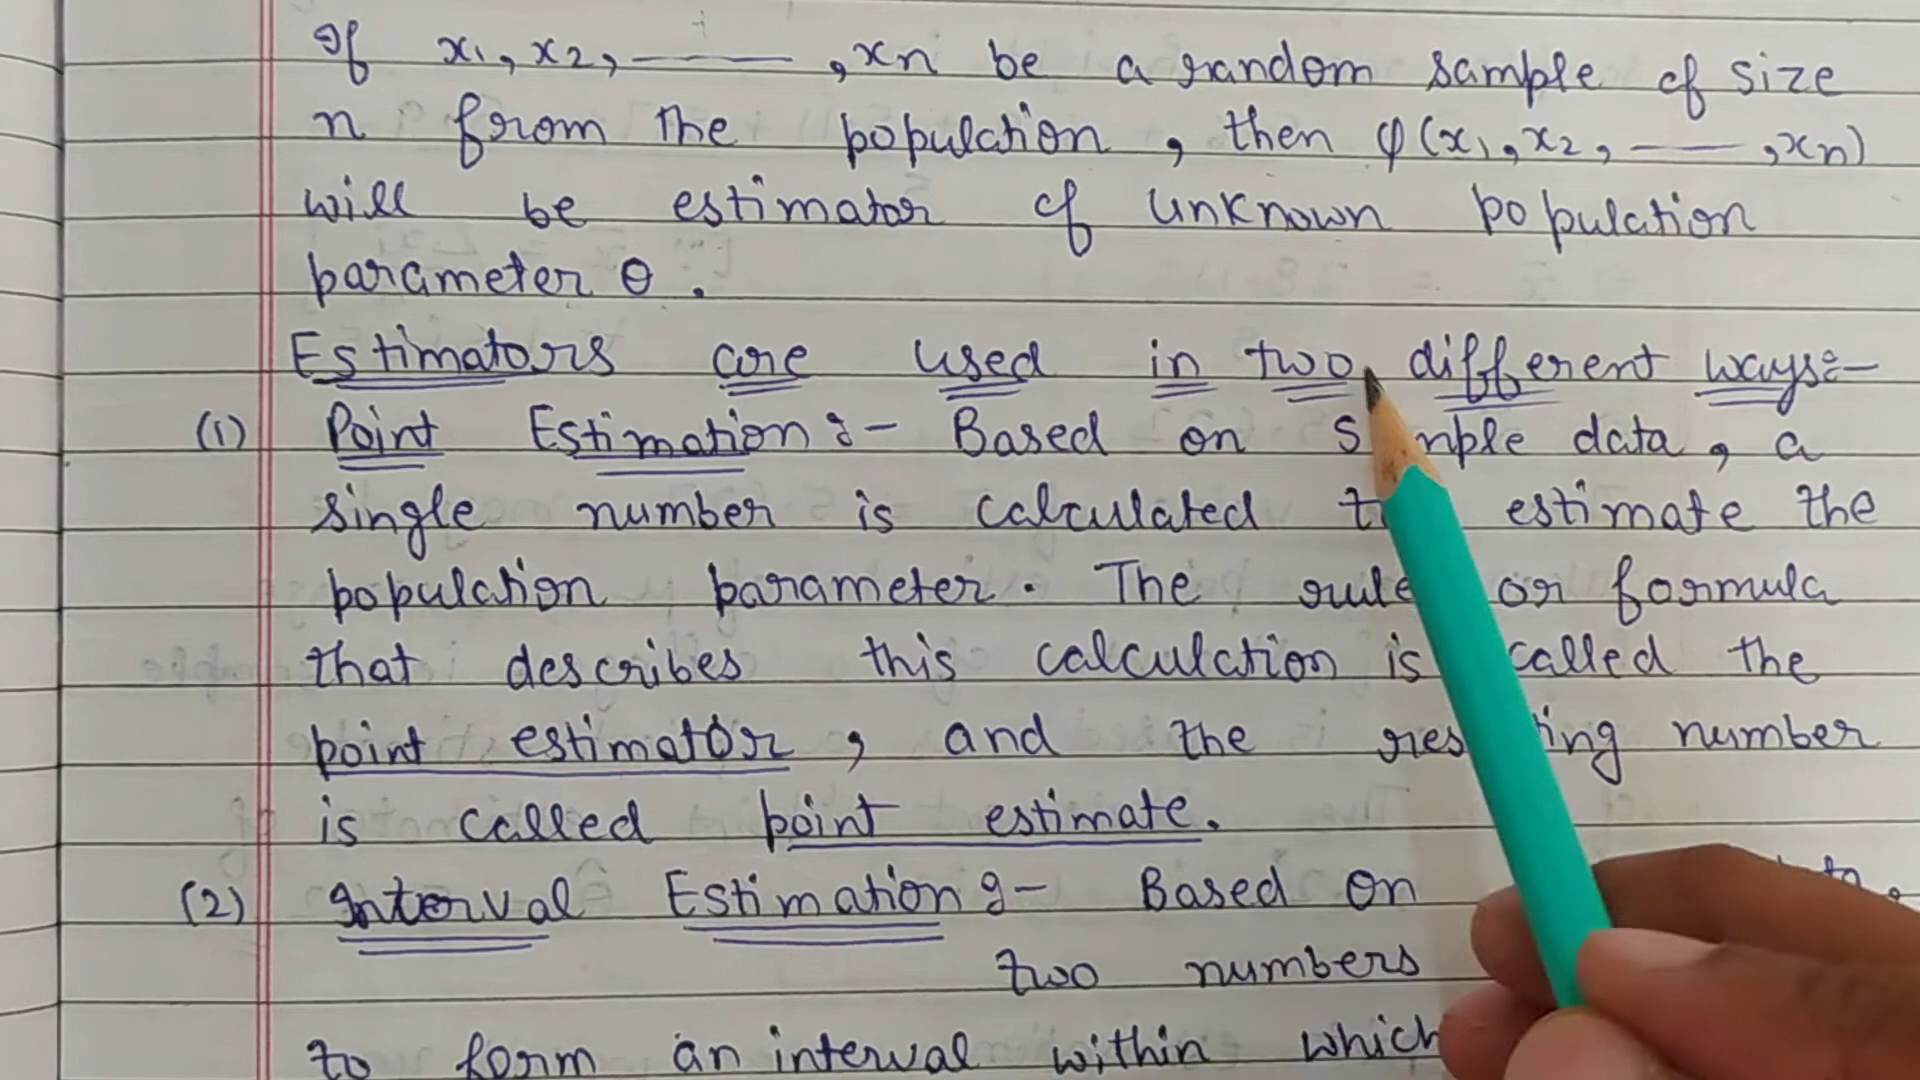 If x1, x2, ——— , xn be a random sample of size
n from the population , then φ(x1, x2, —— , xn)
will be estimator of unknown population
parameter θ .
Estimators are used in two different ways:-
(1) Point Estimation :- Based on sample data, a
single number is calculated to estimate the
population parameter. The rule or formula
that describes this calculation is called the
point estimator , and the resulting number
is called point estimate.
(2) Interval Estimation :- Based on
two numbers
to form an interval within which